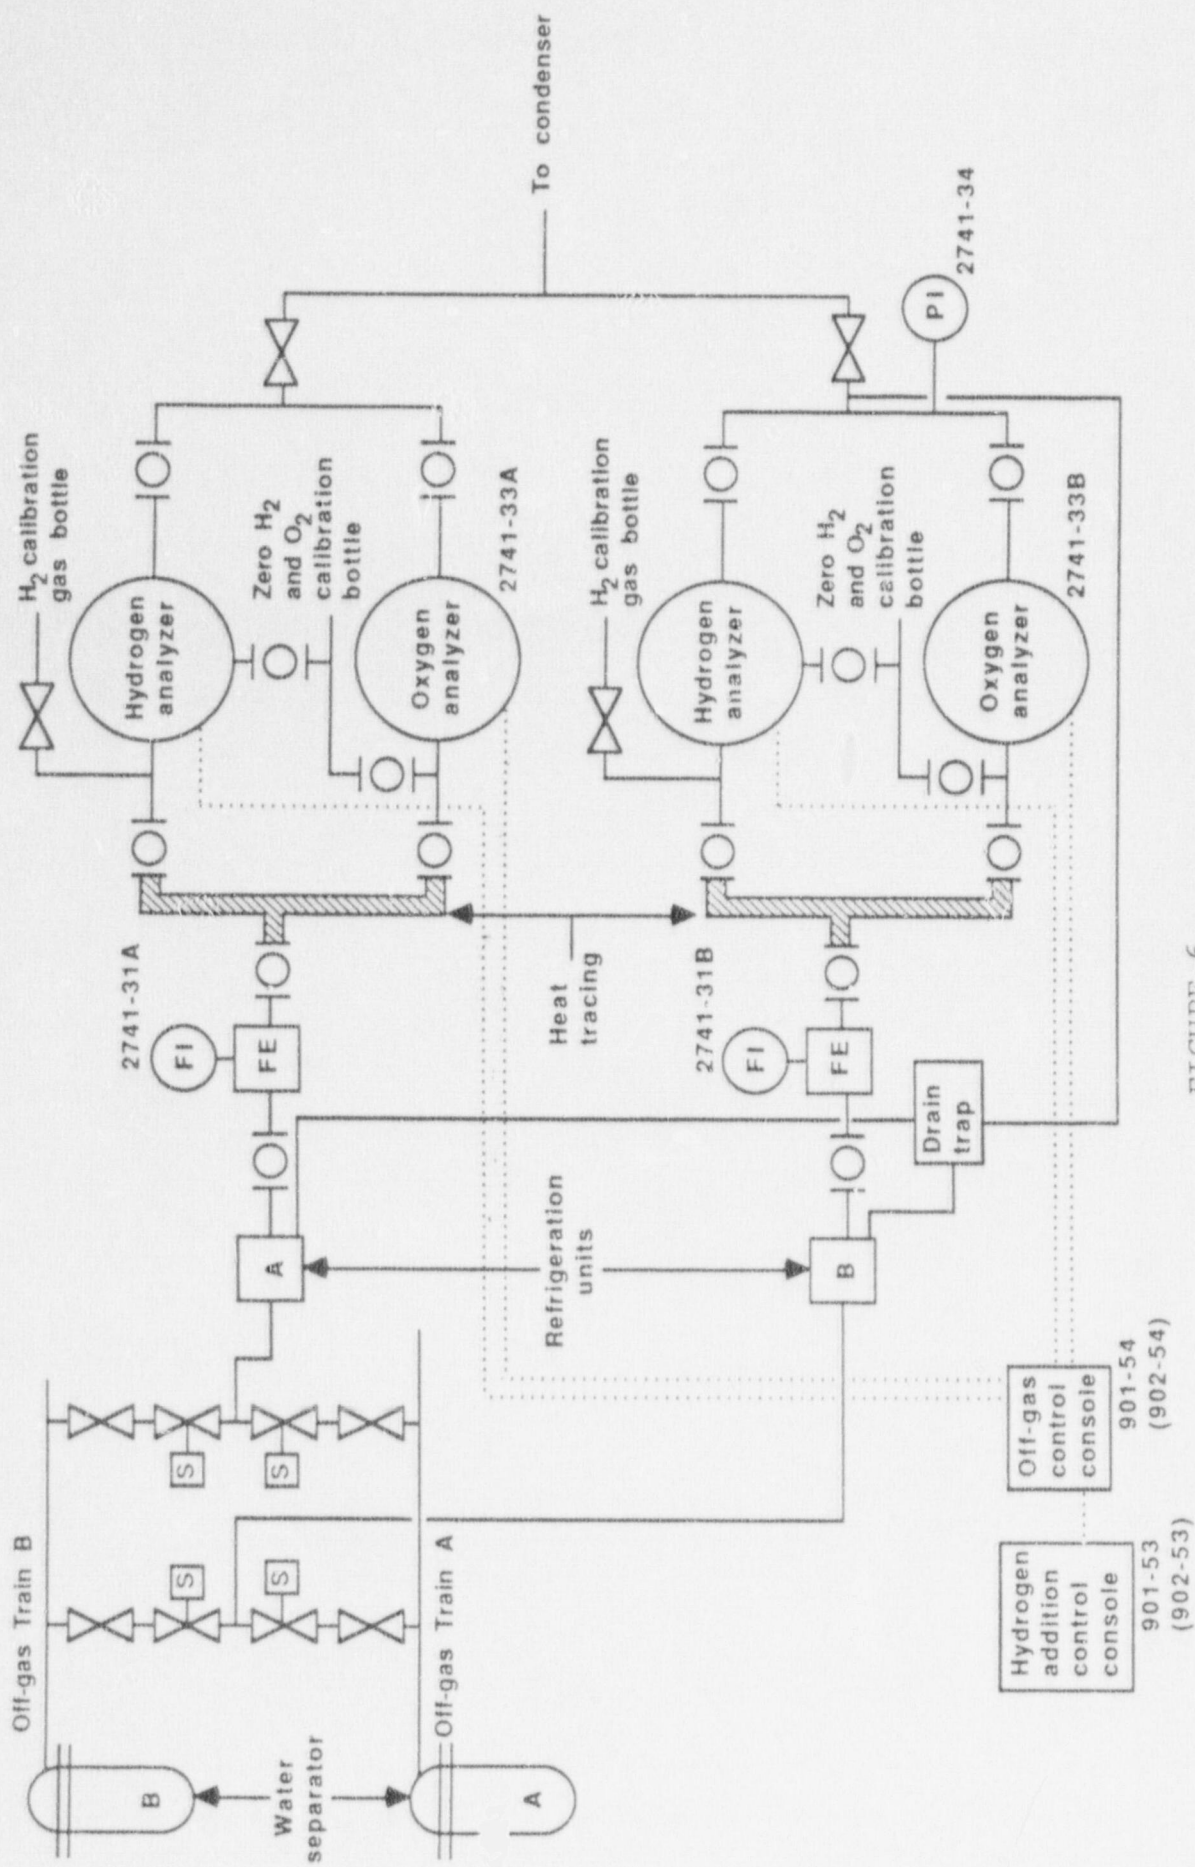 Off-gas Train B
Off-gas Train A
B
A
Water
separator
S
S
S
S
A
B
Refrigeration
units
Hydrogen
addition
control
console
901-53
(902-53)
Off-gas
control
console
901-54
(902-54)
Drain
trap
2741-31A
FI
FE
2741-31B
FI
FE
Heat
tracing
H2 calibration
gas bottle
Hydrogen
analyzer
Zero H2
and O2
calibration
bottle
Oxygen
analyzer
2741-33A
H2 calibration
gas bottle
Hydrogen
analyzer
Zero H2
and O2
calibration
bottle
Oxygen
analyzer
2741-33B
To condenser
PI
2741-34